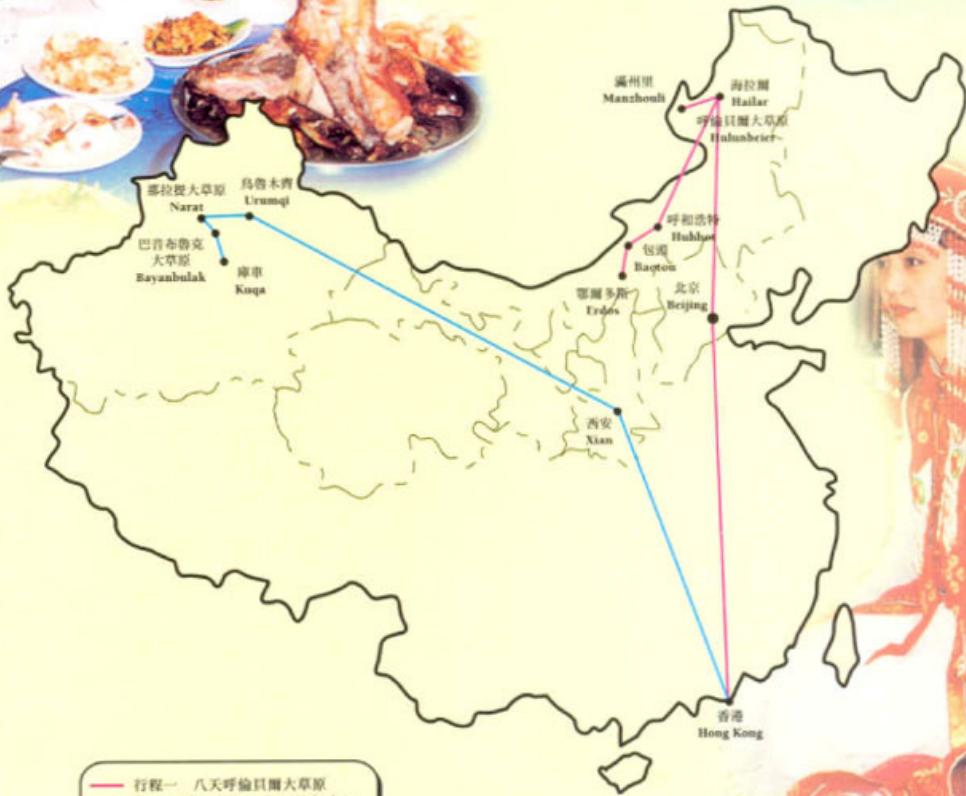 滿州里
Manzhouli
海拉爾
Hailar
呼倫貝爾大草原
Hulunbeier
那拉提大草原
Narat
烏魯木齊
Urumqi
巴音布魯克
大草原
Bayanbulak
庫車
Kuqa
呼和浩特
Huhhot
包頭
Baotou
鄂爾多斯
Erdos
北京
Beijing
西安
Xian
香港
Hong Kong
行程一 八天呼倫貝爾大草原